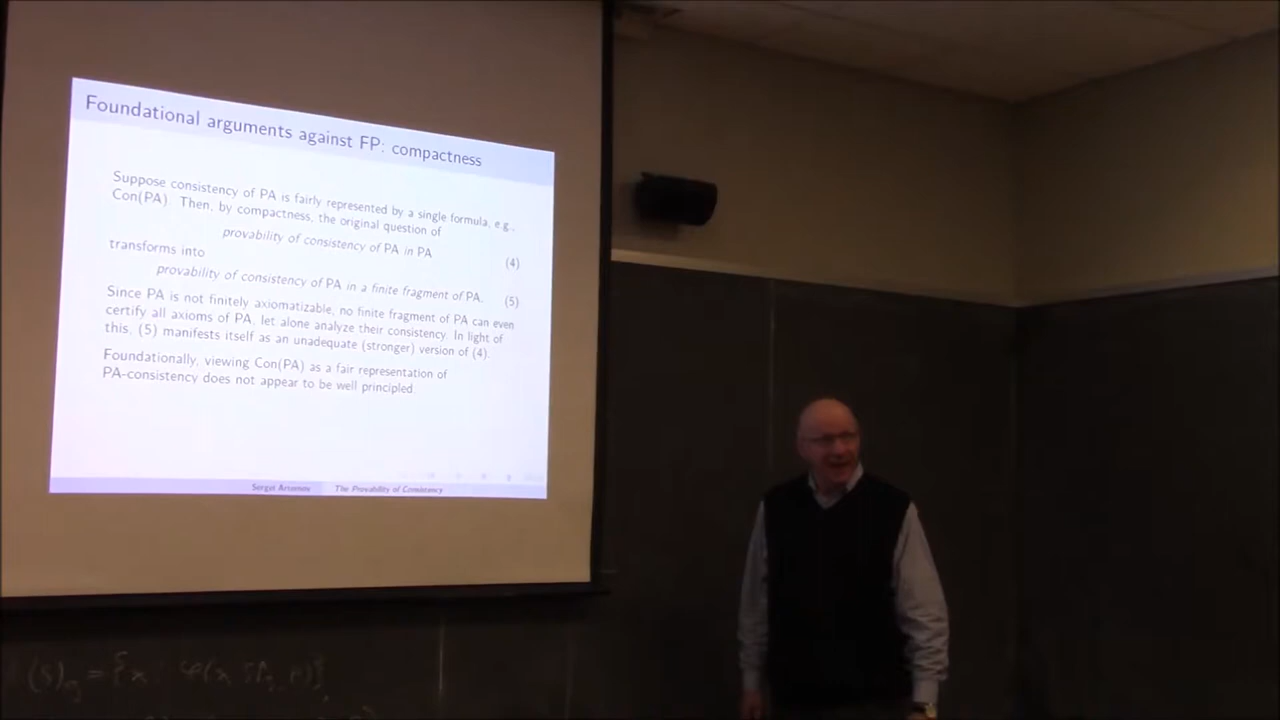 Foundational arguments against FP: compactness
Suppose consistency of PA is fairly represented by a single formula, e.g.,
Con(PA). Then, by compactness, the original question of
provability of consistency of PA in PA (4)
transforms into
provability of consistency of PA in a finite fragment of PA. (5)
Since PA is not finitely axiomatizable, no finite fragment of PA can even
certify all axioms of PA, let alone analyze their consistency. In light of
this, (5) manifests itself as an unadequate (stronger) version of (4).
Foundationally, viewing Con(PA) as a fair representation of
PA-consistency does not appear to be well principled.
Sergei Artemov The Provability of Consistency